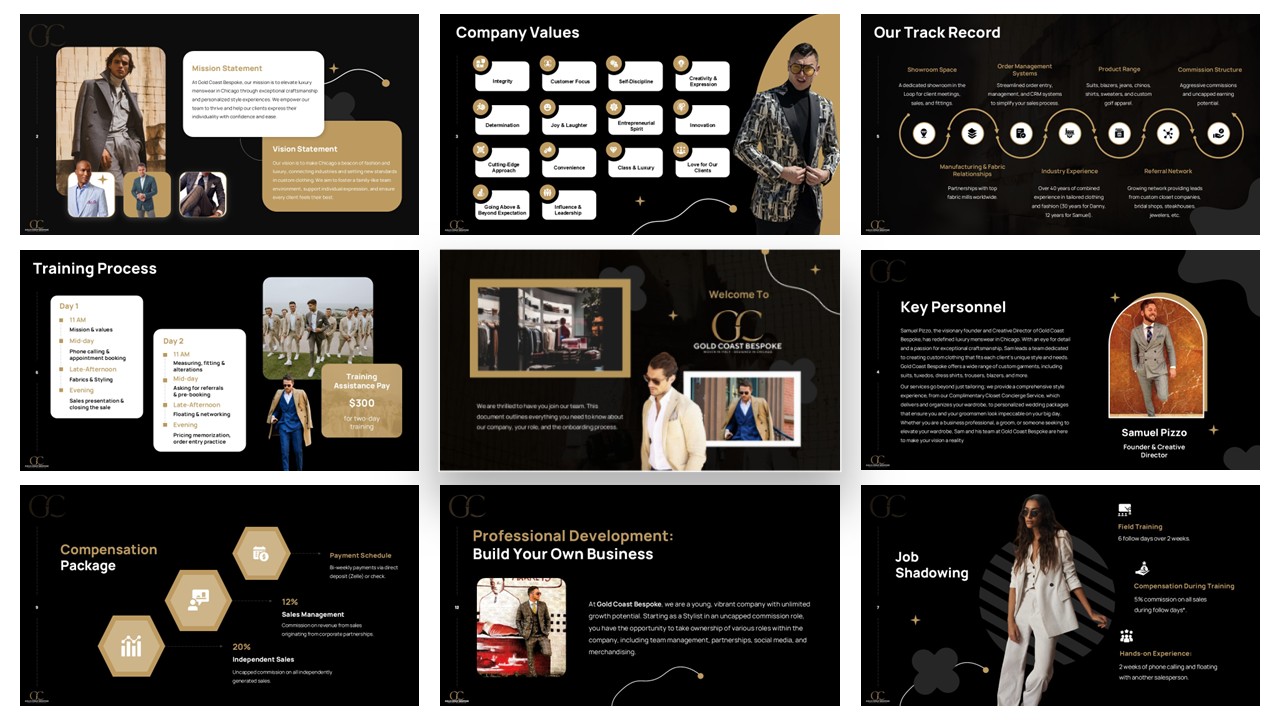 GC
Mission Statement
At Gold Coast Bespoke, our mission is to elevate luxury
menswear in Chicago through exceptional craftsmanship
and personalized style experiences. We empower our
team to thrive and help our clients express their
individuality with confidence and ease.
Vision Statement
Our vision is to make Chicago a beacon of fashion and
luxury, connecting industries and setting new standards
in custom clothing. We aim to home a family-like team
environment, support individual expression, and ensure
every client feels their best.
2
Company Values
Integrity
Customer Focus
Self-Discipline
Creativity &
Expression
Determination
Joy & Laughter
Entrepreneurial
Spirit
Innovation
3
Cutting-Edge
Approach
Convenience
Class & Luxury
Love for Our
Clients
Going Above &
Beyond Expectation
Influence &
Leadership
Our Track Record
Showroom Space
A dedicated showroom in the
Loop for client meetings,
sales, and fittings.
Order Management
Systems
Streamlined order entry,
management, and CRM systems
to simplify your sales process.
Product Range
Suits, blazers, jeans, chinos,
shirts, sweaters, and custom
golf apparel.
Commission Structure
Aggressive commissions
and uncapped earning
potential.
5
Manufacturing & Fabric
Relationships
Partnerships with top
fabric mills worldwide.
Industry Experience
Over 40 years of combined
experience in tailored clothing
and fashion (30 years for Danny,
12 years for Samuel).
Referral Network
Growing network providing leads
from custom closet companies,
bridal shops, steakhouses,
jewelers, etc.
Training Process
Day 1
11 AM
Mission & values
Mid-day
Phone calling &
appointment booking
Late-Afternoon
Fabrics & Styling
Evening
Sales presentation &
closing the sale
Day 2
11 AM
Measuring, fitting &
alterations
Mid-day
Asking for referrals
& pre-booking
Late-Afternoon
Floating & networking
Evening
Pricing memorization,
order entry practice
Training
Assistance Pay
$300
for two-day
training
Welcome To
GC
GOLD COAST BESPOKE
We are thrilled to have you join our team. This
document outlines everything you need to know about
our company, your role, and the onboarding process.
GC
Key Personnel
Samuel Pizzo, the visionary founder and Creative Director of Gold Coast
Bespoke, has redefined luxury menswear in Chicago. With an eye for detail
and a passion for exceptional craftsmanship, Sam leads a team dedicated
to creating custom clothing that fits each client's unique style and needs.
Gold Coast Bespoke offers a wide range of custom garments, including
suits, tuxedos, dress shirts, trousers, blazers, and more.
Our services go beyond just tailoring; we provide a comprehensive style
experience, from our Complimentary Closet Concierge Service, which
delivers and organizes your wardrobe, to personalized wedding packages
that ensure you and your groomsmen look impeccable on your big day.
Whether you are a business professional, a groom, or someone seeking to
elevate your wardrobe, Sam and his team at Gold Coast Bespoke are here
to make your vision a reality.
4
Samuel Pizzo
Founder & Creative
Director
GC
Compensation
Package
Payment Schedule
Bi-weekly payments via direct
deposit (Zelle) or check.
12%
Sales Management
Commission on revenue from sales
originating from corporate partnerships.
20%
Independent Sales
Uncapped commission on all independently
generated sales.
GC
Professional Development:
Build Your Own Business
At Gold Coast Bespoke, we are a young, vibrant company with unlimited
growth potential. Starting as a Stylist in an uncapped commission role,
you have the opportunity to take ownership of various roles within the
company, including team management, partnerships, social media, and
merchandising.
Job
Shadowing
7
Field Training
6 follow days over 2 weeks.
Compensation During Training
5% commission on all sales
during follow days*.
Hands-on Experience:
2 weeks of phone calling and floating
with another salesperson.